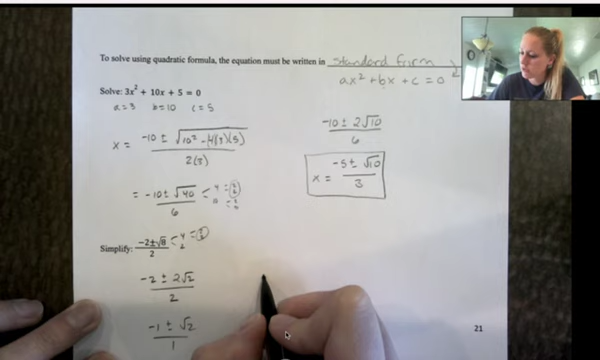 To solve using quadratic formula, the equation must be written in standard form
ax² + bx + c = 0
Solve: 3x² + 10x + 5 = 0
a=3 b=10 c=5
x = -10 ± √10² - 4(3)(5)
2(3)
= -10 ± √40
6
-10 ± 2√10
6
x = -5 ± √10
3
Simplify: -2±√8
2
-2 ± 2√2
2
-1 ± √2
1
21